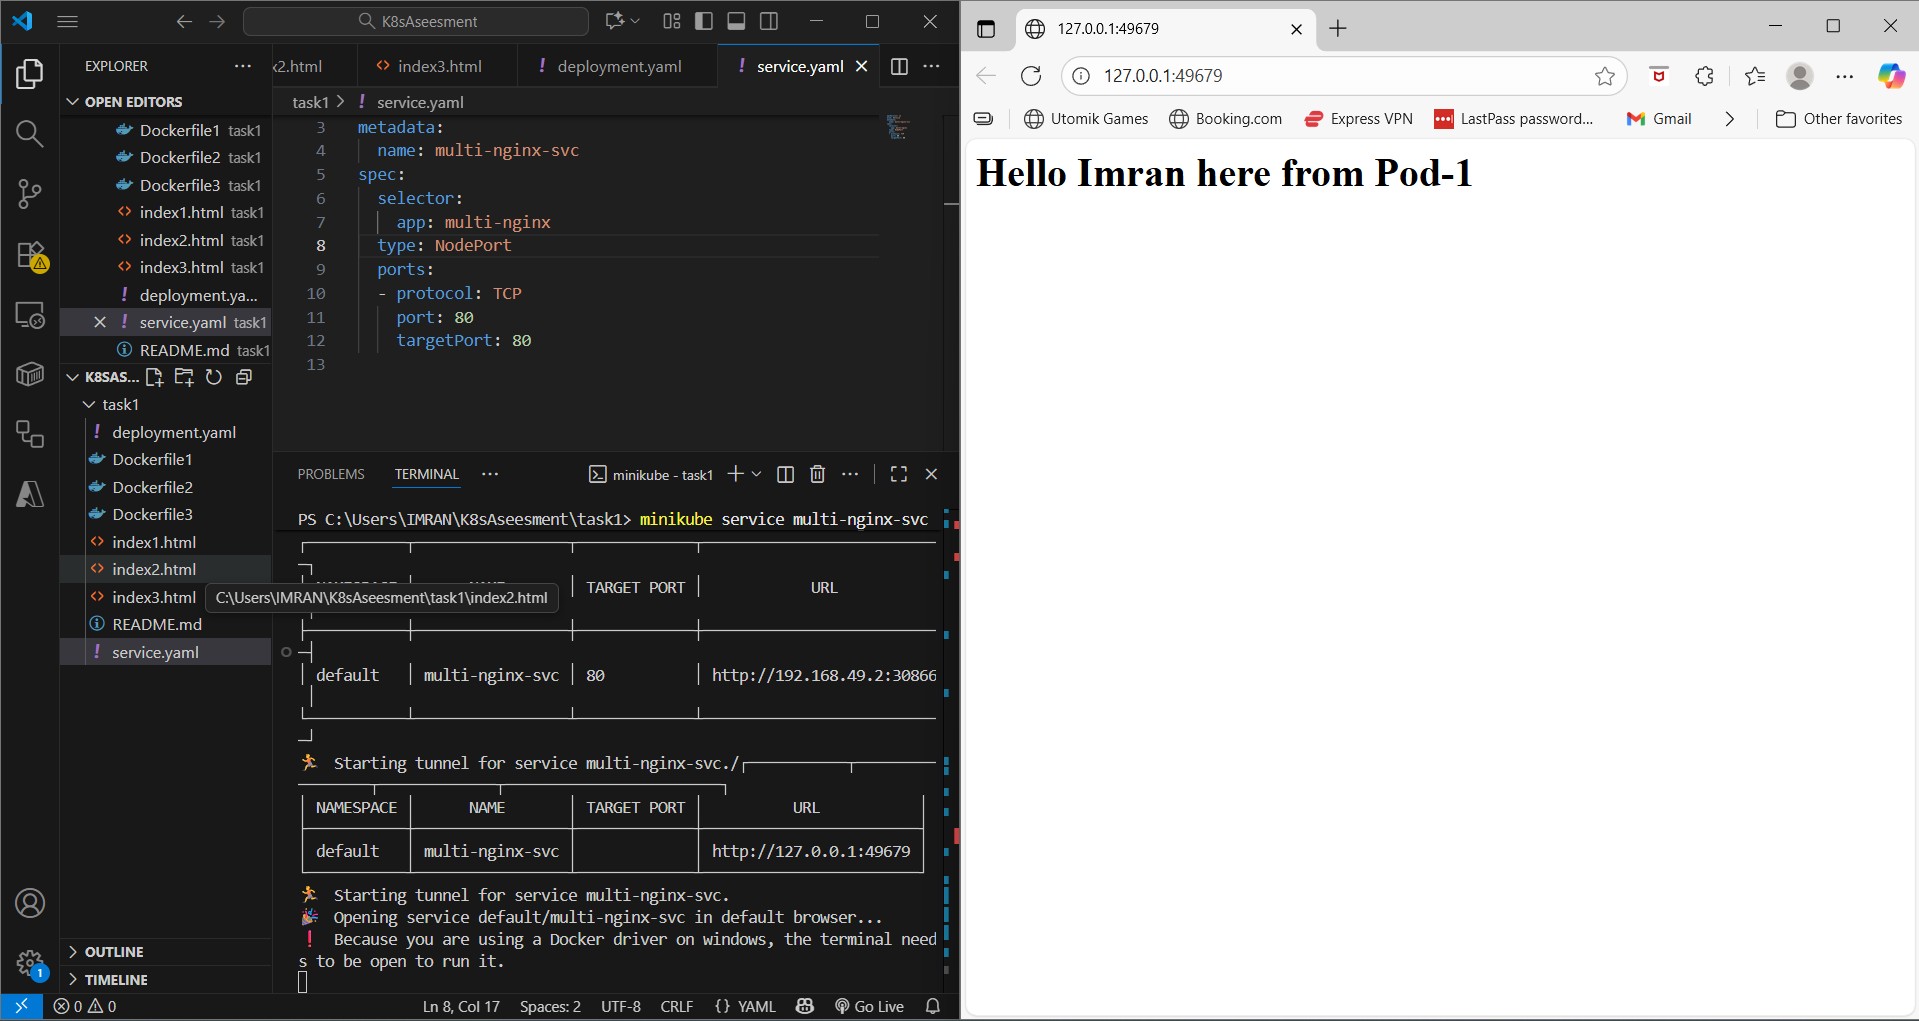 K8sAseesment
EXPLORER
OPEN EDITORS
Dockerfile1 task1
Dockerfile2 task1
Dockerfile3 task1
index1.html task1
index2.html task1
index3.html task1
deployment.ya...
service.yaml task1
README.md task1
K8SAS...
task1
deployment.yaml
Dockerfile1
Dockerfile2
Dockerfile3
index1.html
index2.html
index3.html
README.md
service.yaml
C:\Users\IMRAN\K8sAseesment\task1\index2.html
OUTLINE
TIMELINE
x2.html
index3.html
! deployment.yaml
! service.yaml
task1 > ! service.yaml
3 metadata:
4 name: multi-nginx-svc
5 spec:
6 selector:
7 app: multi-nginx
8 type: NodePort
9 ports:
10 - protocol: TCP
11 port: 80
12 targetPort: 80
13
PROBLEMS TERMINAL ... minikube - task1
PS C:\Users\IMRAN\K8sAseesment\task1> minikube service multi-nginx-svc
TARGET PORT | URL
| default | multi-nginx-svc | 80 | http://192.168.49.2:30866
Starting tunnel for service multi-nginx-svc./
| NAMESPACE | NAME | TARGET PORT | URL |
| default | multi-nginx-svc | | http://127.0.0.1:49679 |
Starting tunnel for service multi-nginx-svc.
Opening service default/multi-nginx-svc in default browser...
! Because you are using a Docker driver on windows, the terminal need
s to be open to run it.
1
0 0 Ln 8, Col 17 Spaces: 2 UTF-8 CRLF {} YAML Go Live
127.0.0.1:49679
127.0.0.1:49679
Utomik Games Booking.com Express VPN LastPass password... Gmail Other favorites
Hello Imran here from Pod-1